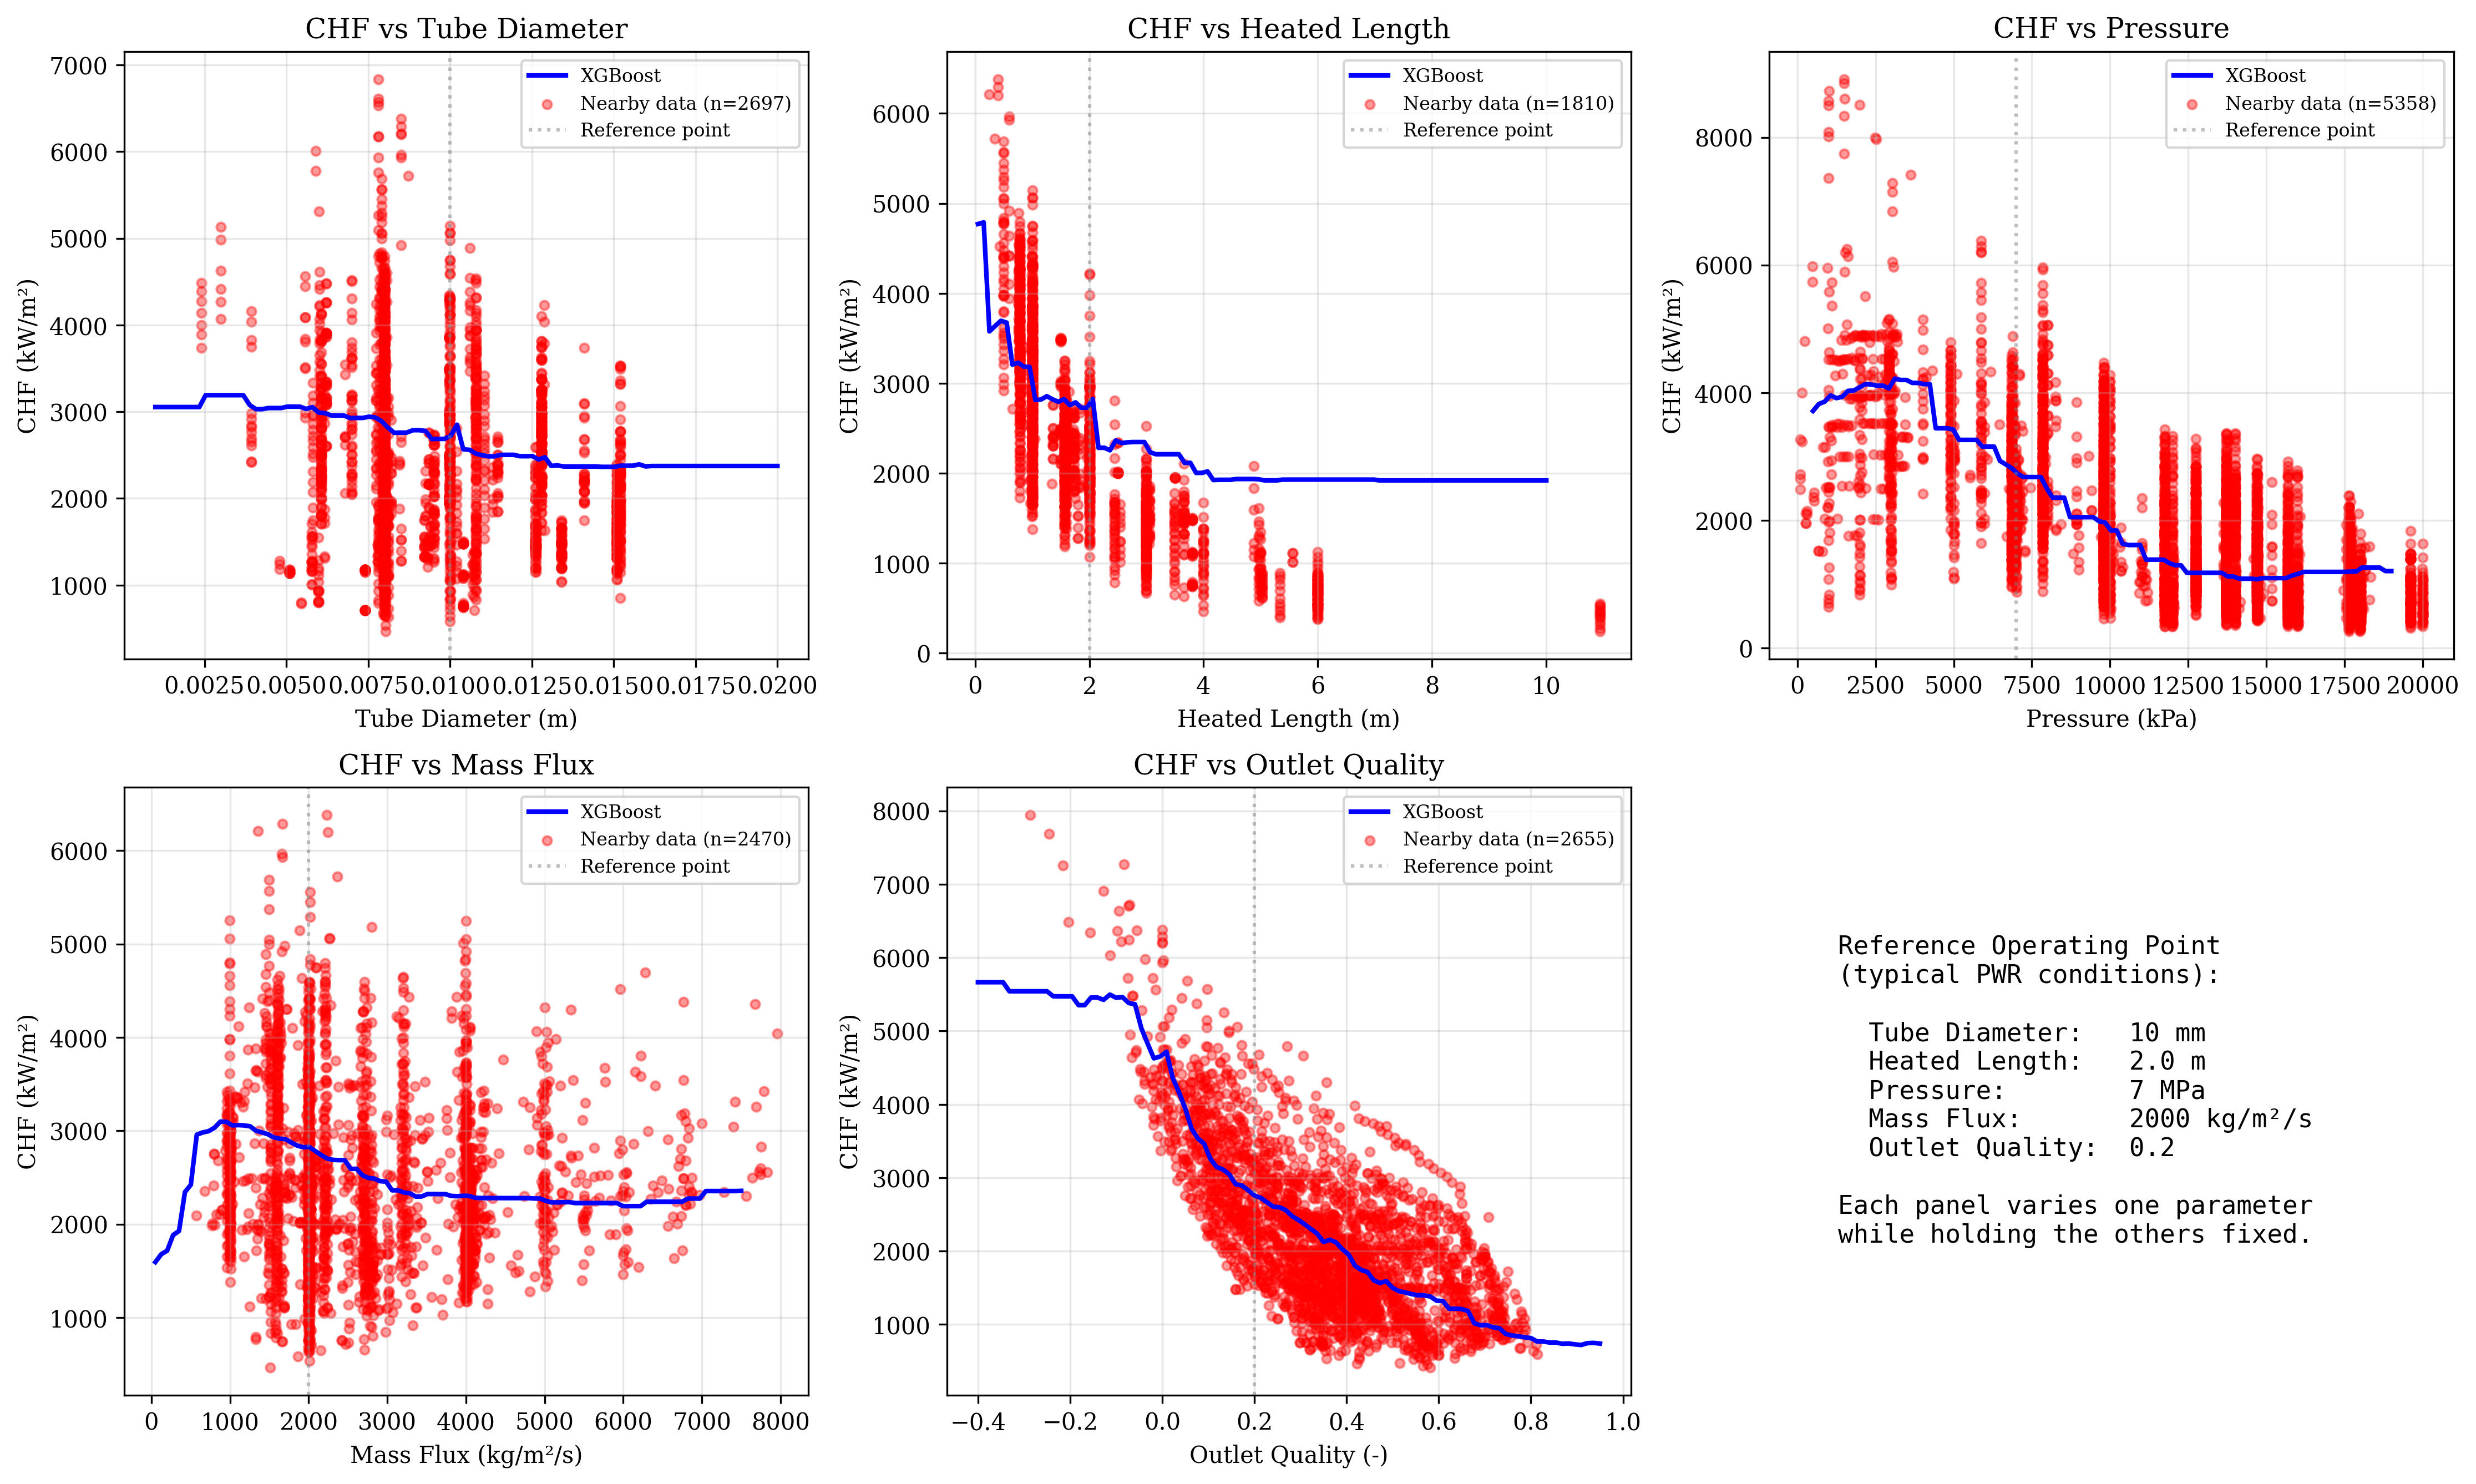 CHF vs Tube Diameter
7000
6000
5000
4000
3000
2000
1000
CHF (kW/m²)
XGBoost
Nearby data (n=2697)
Reference point
0.0025 0.0050 0.0075 0.0100 0.0125 0.0150 0.0175 0.0200
Tube Diameter (m)
CHF vs Heated Length
6000
5000
4000
3000
2000
1000
0
CHF (kW/m²)
XGBoost
Nearby data (n=1810)
Reference point
0 2 4 6 8 10
Heated Length (m)
CHF vs Pressure
8000
6000
4000
2000
0
CHF (kW/m²)
XGBoost
Nearby data (n=5358)
Reference point
0 2500 5000 7500 10000 12500 15000 17500 20000
Pressure (kPa)
CHF vs Mass Flux
6000
5000
4000
3000
2000
1000
CHF (kW/m²)
XGBoost
Nearby data (n=2470)
Reference point
0 1000 2000 3000 4000 5000 6000 7000 8000
Mass Flux (kg/m²/s)
CHF vs Outlet Quality
8000
7000
6000
5000
4000
3000
2000
1000
CHF (kW/m²)
XGBoost
Nearby data (n=2655)
Reference point
−0.4 −0.2 0.0 0.2 0.4 0.6 0.8 1.0
Outlet Quality (-)
Reference Operating Point
(typical PWR conditions):
Tube Diameter: 10 mm
Heated Length: 2.0 m
Pressure: 7 MPa
Mass Flux: 2000 kg/m²/s
Outlet Quality: 0.2
Each panel varies one parameter
while holding the others fixed.